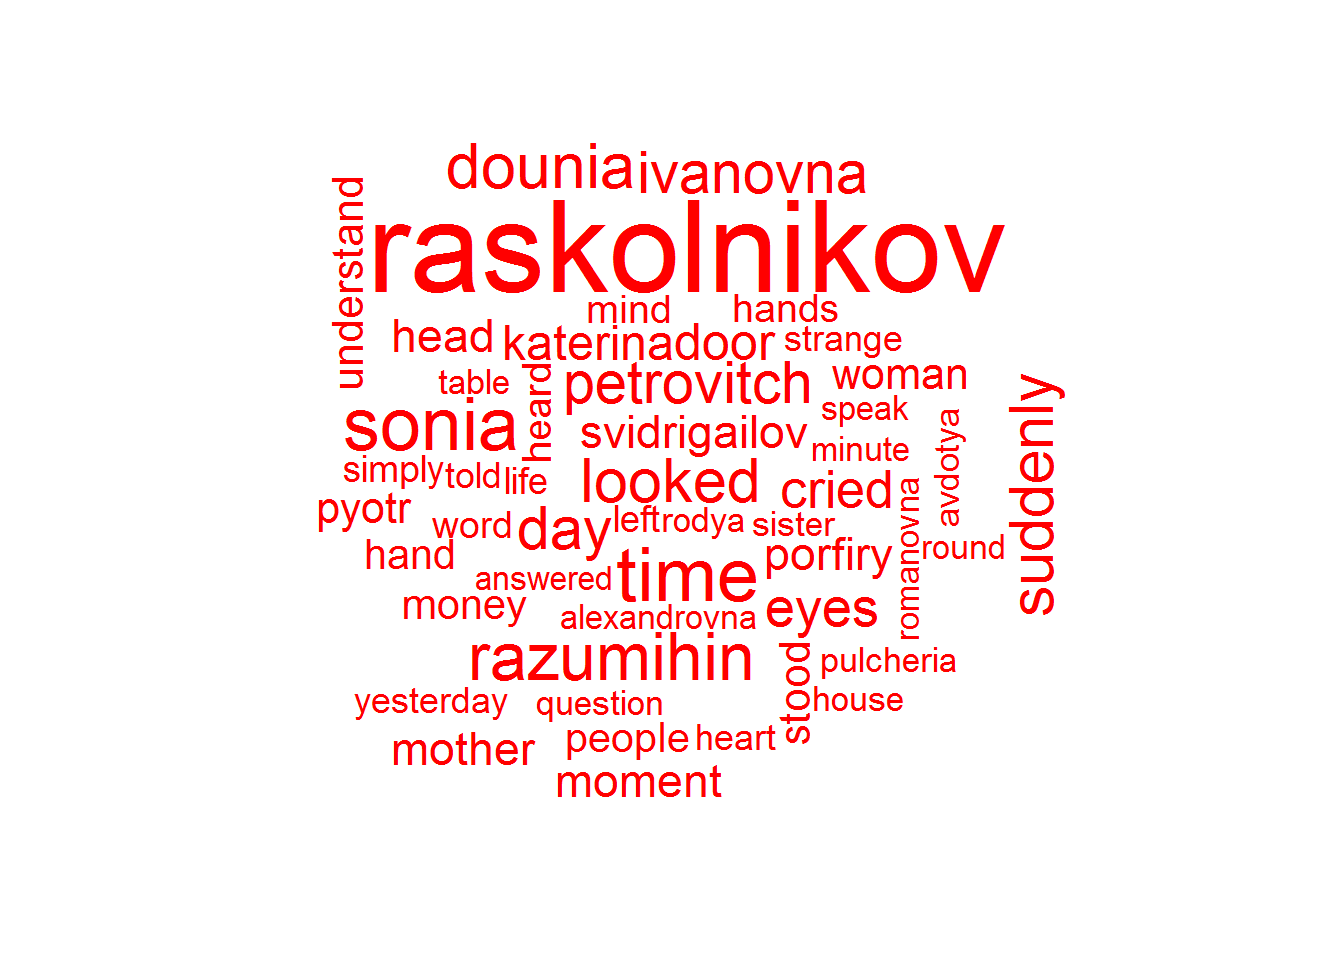 dounia ivanovna
understand
raskolnikov
mind hands
head katerina door strange
table heard petrovitch woman
sonia speak
svidrigailov minute avdotya suddenly
simply told life looked cried
pyotr word day left rodya sister romanovna round
hand answered time porfiry
money alexandrovna eyes
razumihin stood pulcheria
yesterday question house
mother people heart
moment